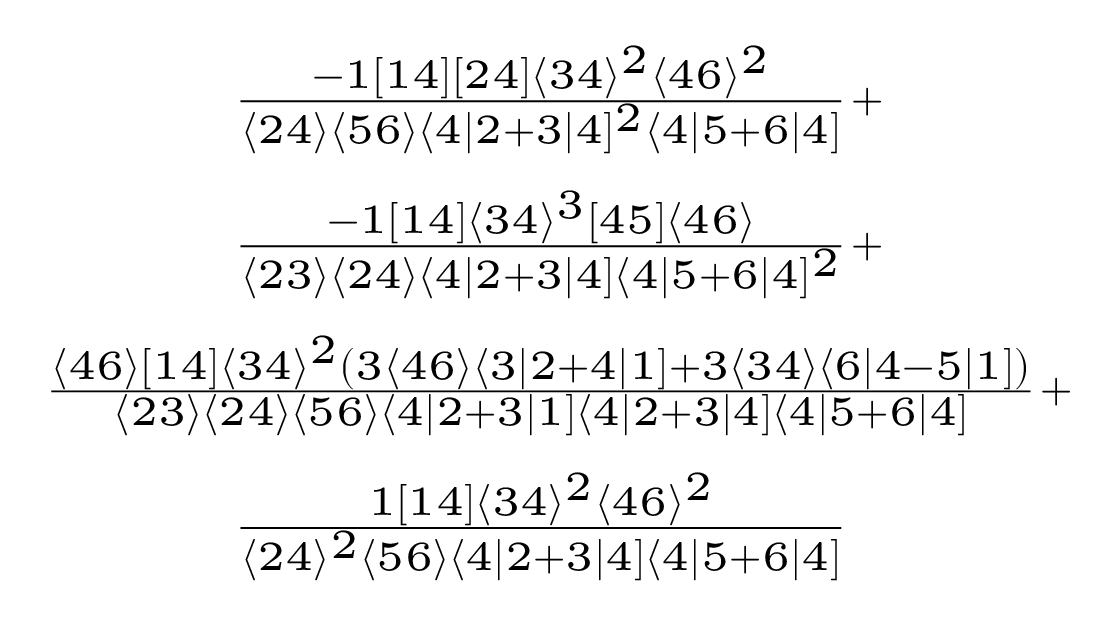 \frac{-1[14][24]⟨34⟩^2⟨46⟩^2}{⟨24⟩⟨56⟩⟨4|2+3|4]^2⟨4|5+6|4]}+
\frac{-1[14]⟨34⟩^3[45]⟨46⟩}{⟨23⟩⟨24⟩⟨4|2+3|4]⟨4|5+6|4]^2}+
\frac{⟨46⟩[14]⟨34⟩^2(3⟨46⟩⟨3|2+4|1]+3⟨34⟩⟨6|4−5|1])}{⟨23⟩⟨24⟩⟨56⟩⟨4|2+3|1]⟨4|2+3|4]⟨4|5+6|4]}+
\frac{1[14]⟨34⟩^2⟨46⟩^2}{⟨24⟩^2⟨56⟩⟨4|2+3|4]⟨4|5+6|4]}